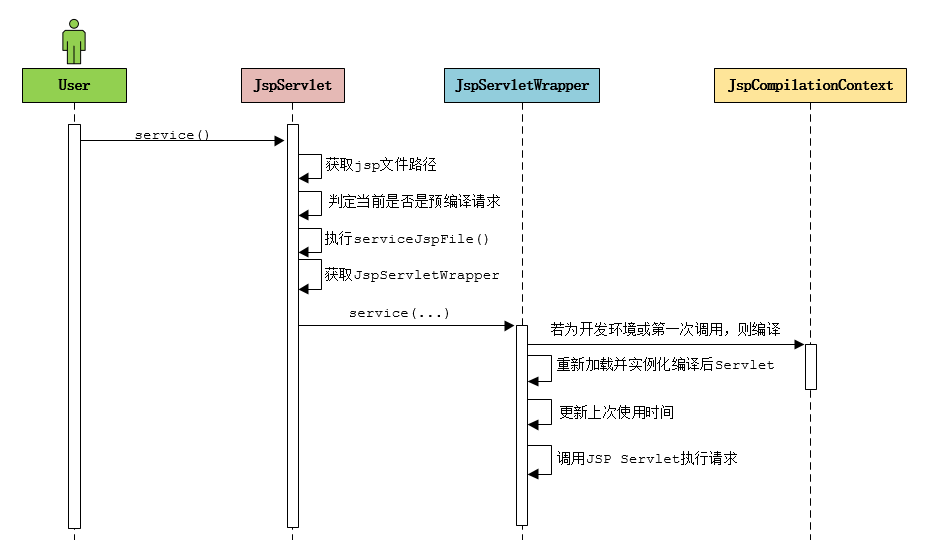 User
JspServlet
JspServletWrapper
JspCompilationContext
service()
获取jsp文件路径
判定当前是否是预编译请求
执行serviceJspFile()
获取JspServletWrapper
service(...)
若为开发环境或第一次调用，则编译
重新加载并实例化编译后Servlet
更新上次使用时间
调用JSP Servlet执行请求